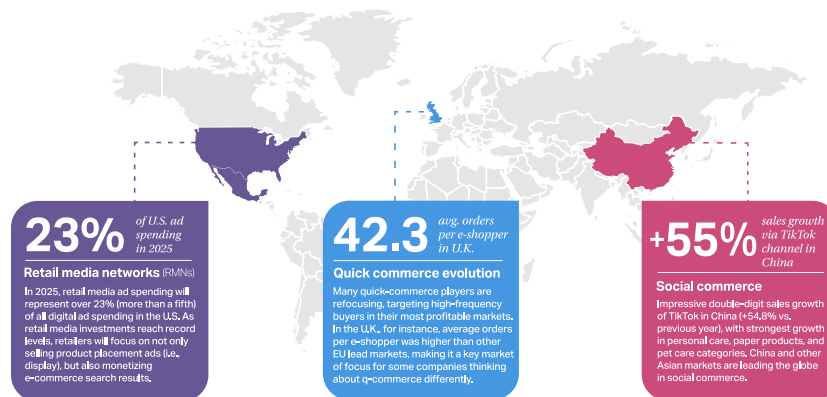 23%
of U.S. ad
spending
in 2025
Retail media networks (RMNs)
In 2025, retail media ad spending will
represent over 23% (more than a fifth)
of all digital ad spending in the U.S. As
retail media investments reach record
levels, retailers will focus on not only
selling product placement ads (i.e.,
display), but also monetizing
e-commerce search results.
42.3
avg. orders
per e-shopper
in U.K.
Quick commerce evolution
Many quick-commerce players are
refocusing, targeting high-frequency
buyers in their most profitable markets.
In the U.K., for instance, average orders
per e-shopper was higher than other
EU lead markets, making it a key market
of focus for some companies thinking
about q-commerce differently.
+55%
sales growth
via TikTok
channel in
China
Social commerce
Impressive double-digit sales growth
of TikTok in China (+54.8% vs.
previous year), with strongest growth
in personal care, paper products, and
pet care categories. China and other
Asian markets are leading the globe
in social commerce.